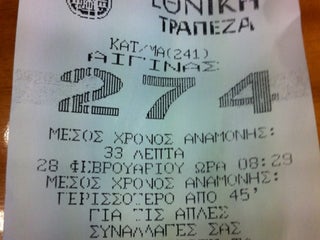 ΕΘΝΙΚΗ
ΤΡΑΠΕΖΑ
ΚΑΤ/ΜΑ(241)
ΑΙΓΙΝΑΣ
274
ΜΕΣΟΣ ΧΡΟΝΟΣ ΑΝΑΜΟΝΗΣ:
33 ΛΕΠΤΑ
28 ΦΕΒΡΟΥΑΡΙΟΥ ΩΡΑ 08:29
ΜΕΣΟΣ ΧΡΟΝΟΣ ΑΝΑΜΟΝΗΣ:
ΠΕΡΙΣΣΟΤΕΡΟ ΑΠΟ 45'
ΓΙΑ ΤΙΣ ΑΠΛΕΣ
ΣΥΝΑΛΛΑΓΕΣ ΣΑΣ